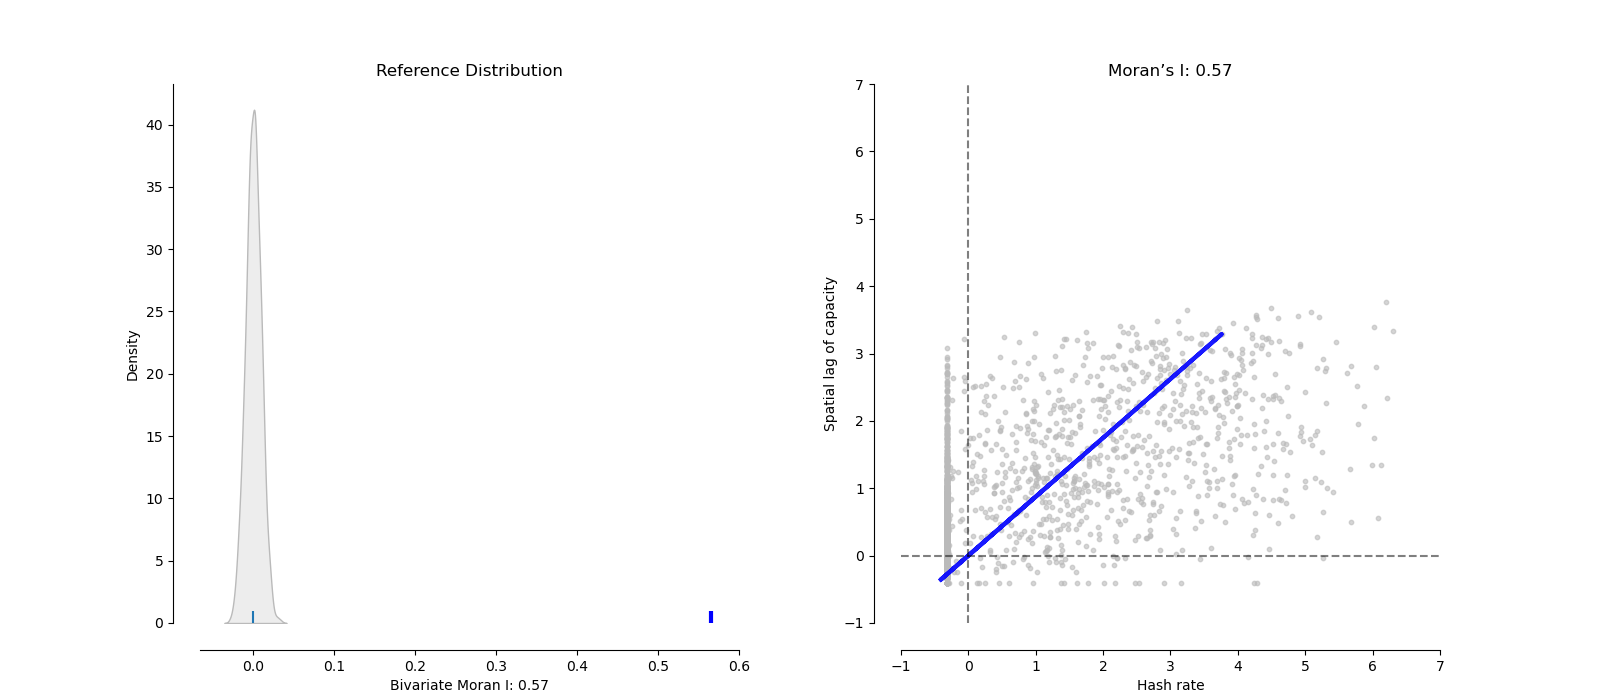 Reference Distribution
40
35
30
25
20
15
10
5
0
Density
0.0 0.1 0.2 0.3 0.4 0.5 0.6
Bivariate Moran I: 0.57
Moran’s I: 0.57
7
6
5
4
3
2
1
0
−1
Spatial lag of capacity
−1 0 1 2 3 4 5 6 7
Hash rate